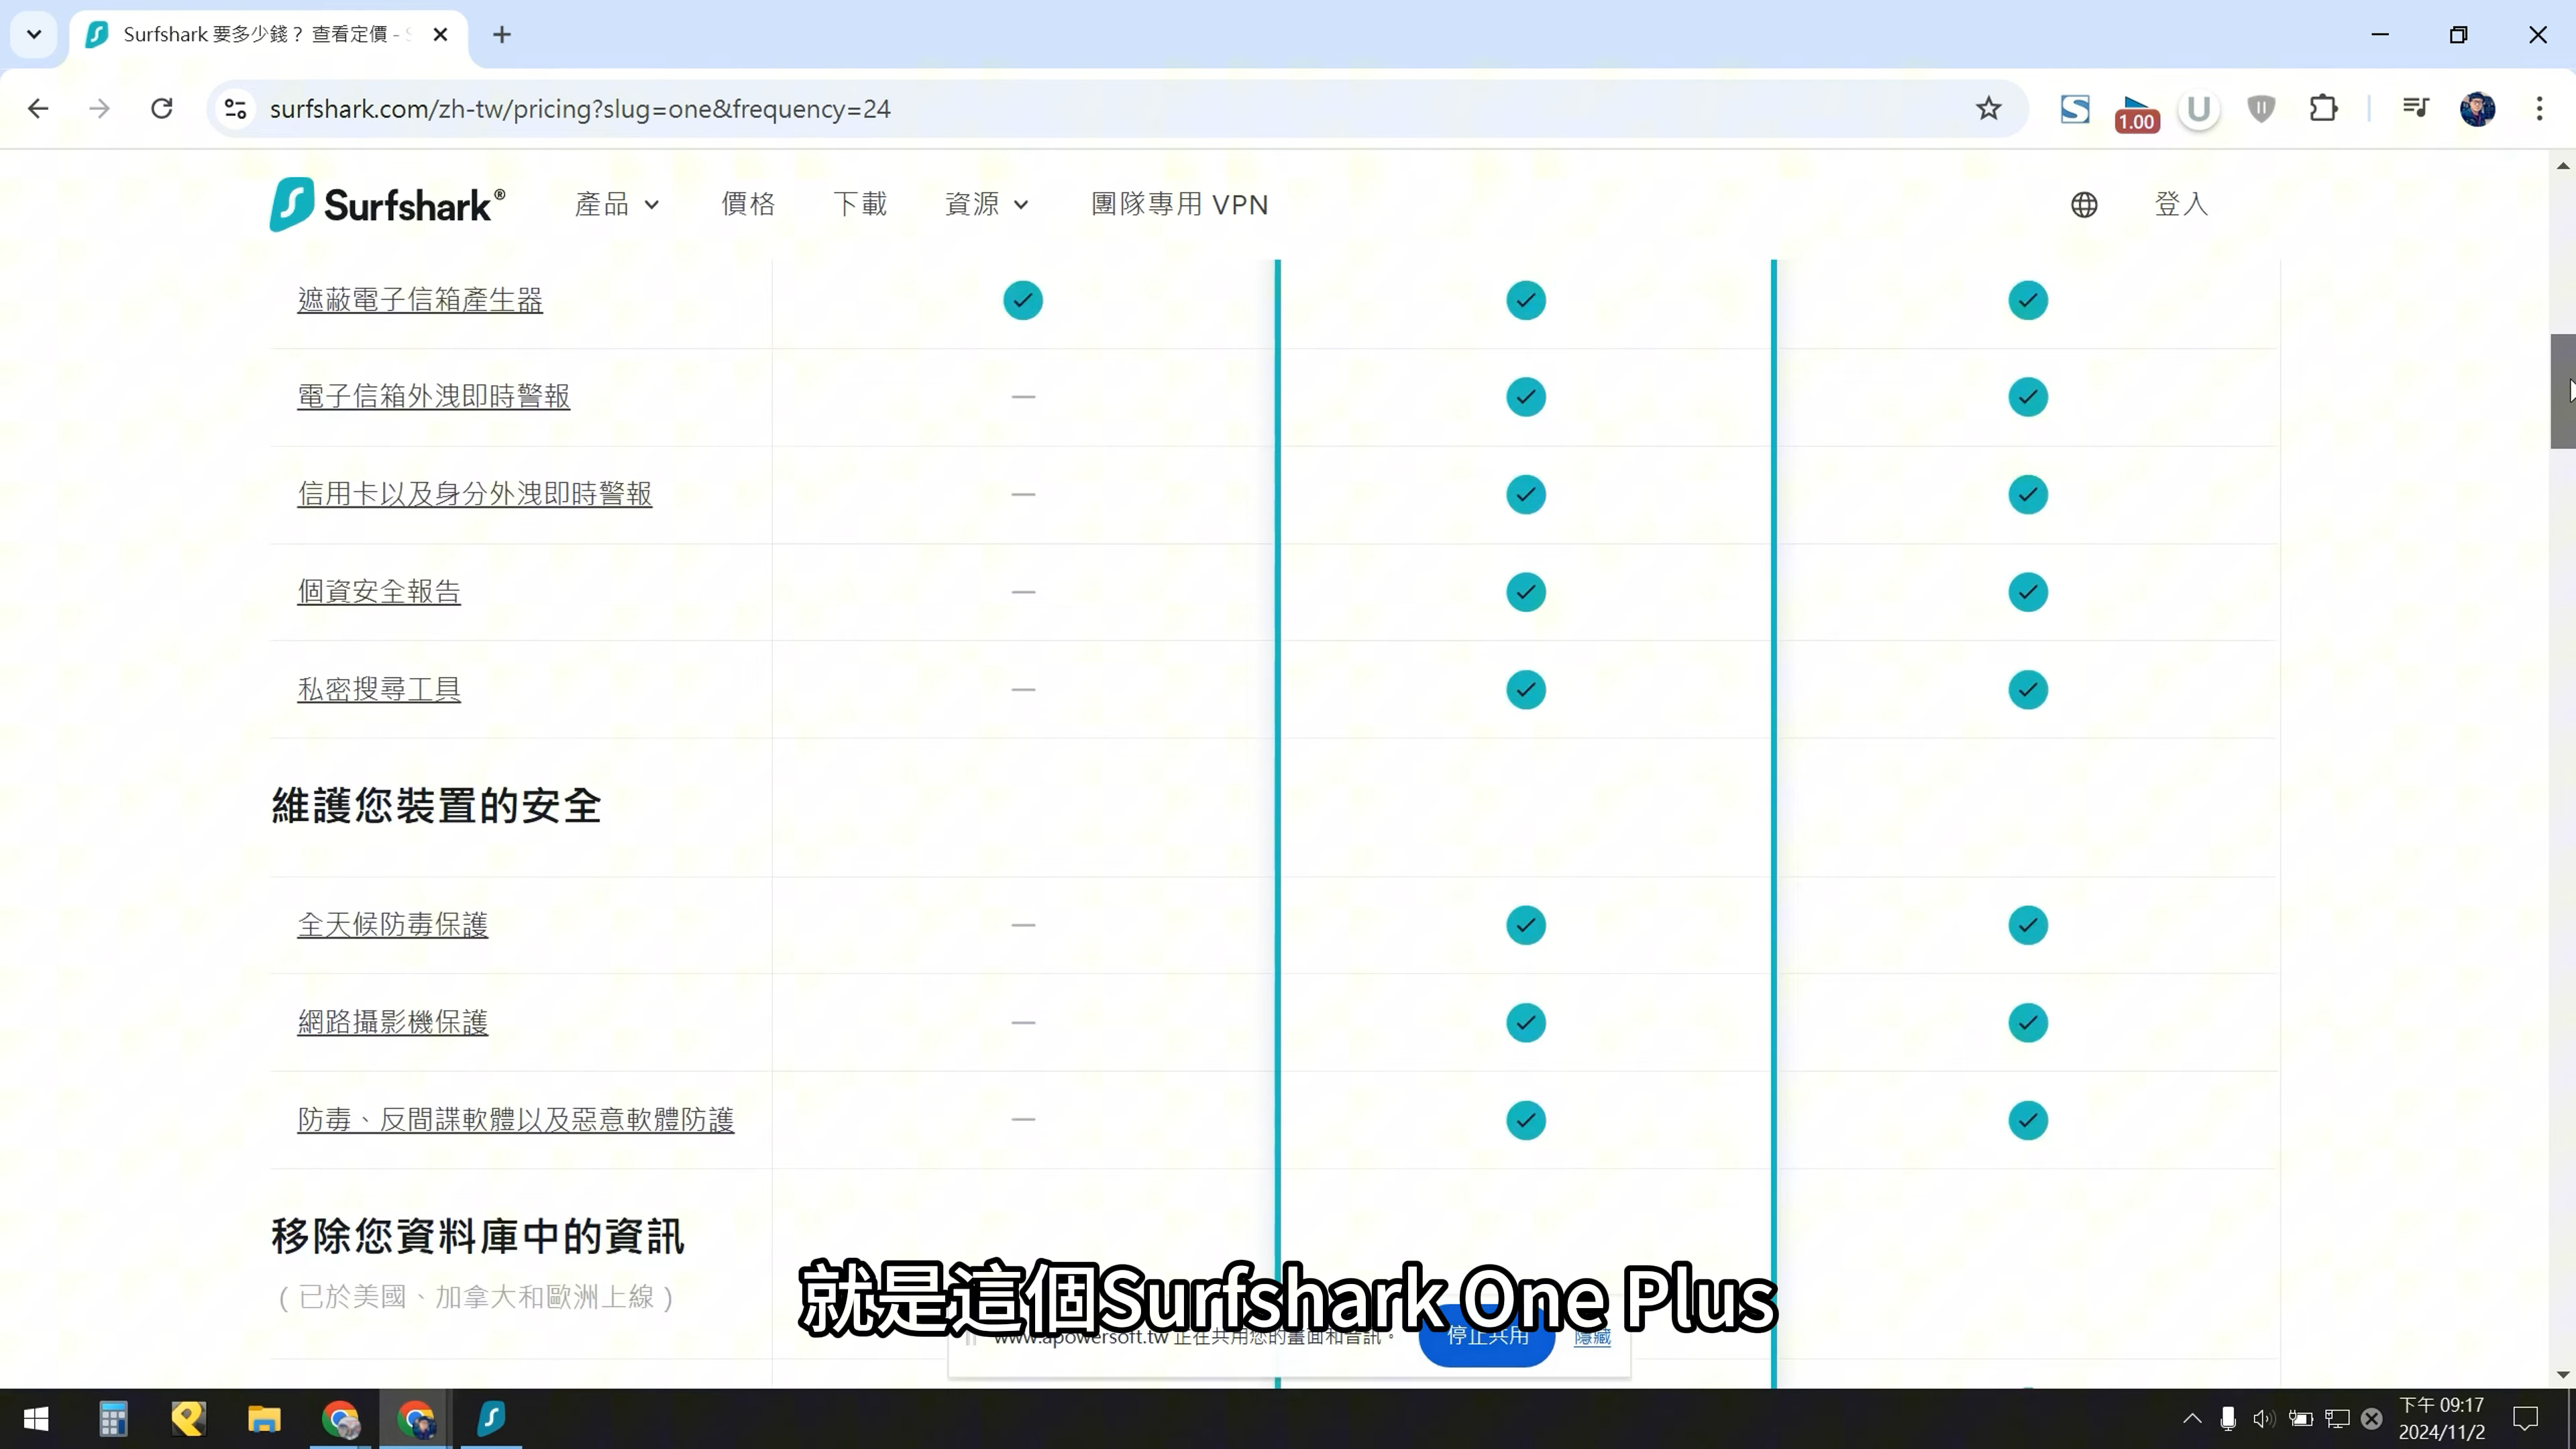 Surfshark 要多少錢？ 查看定價 -
surfshark.com/zh-tw/pricing?slug=one&frequency=24
1.00
Surfshark®
產品
價格
下載
資源
團隊專用 VPN
登入
遮蔽電子信箱產生器
電子信箱外洩即時警報
信用卡以及身分外洩即時警報
個資安全報告
私密搜尋工具
維護您裝置的安全
全天候防毒保護
網路攝影機保護
防毒、反間諜軟體以及惡意軟體防護
移除您資料庫中的資訊
（已於美國、加拿大和歐洲上線）
就是這個Surfshark One Plus
www.apowersoft.tw 正在共用您的畫面和音訊。
停止共用
隱藏
下午 09:17
2024/11/2